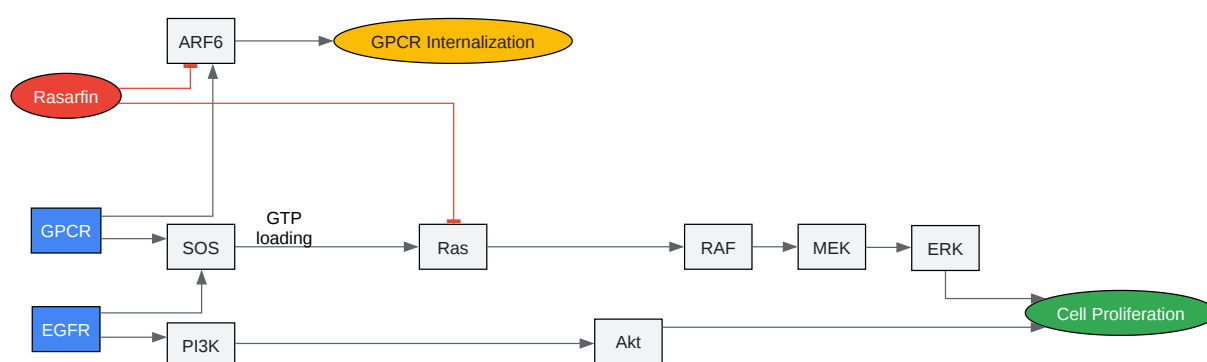 ARF6
GPCR Internalization
Rasarfin
GPCR
SOS
GTP
loading
Ras
RAF
MEK
ERK
EGFR
PI3K
Akt
Cell Proliferation